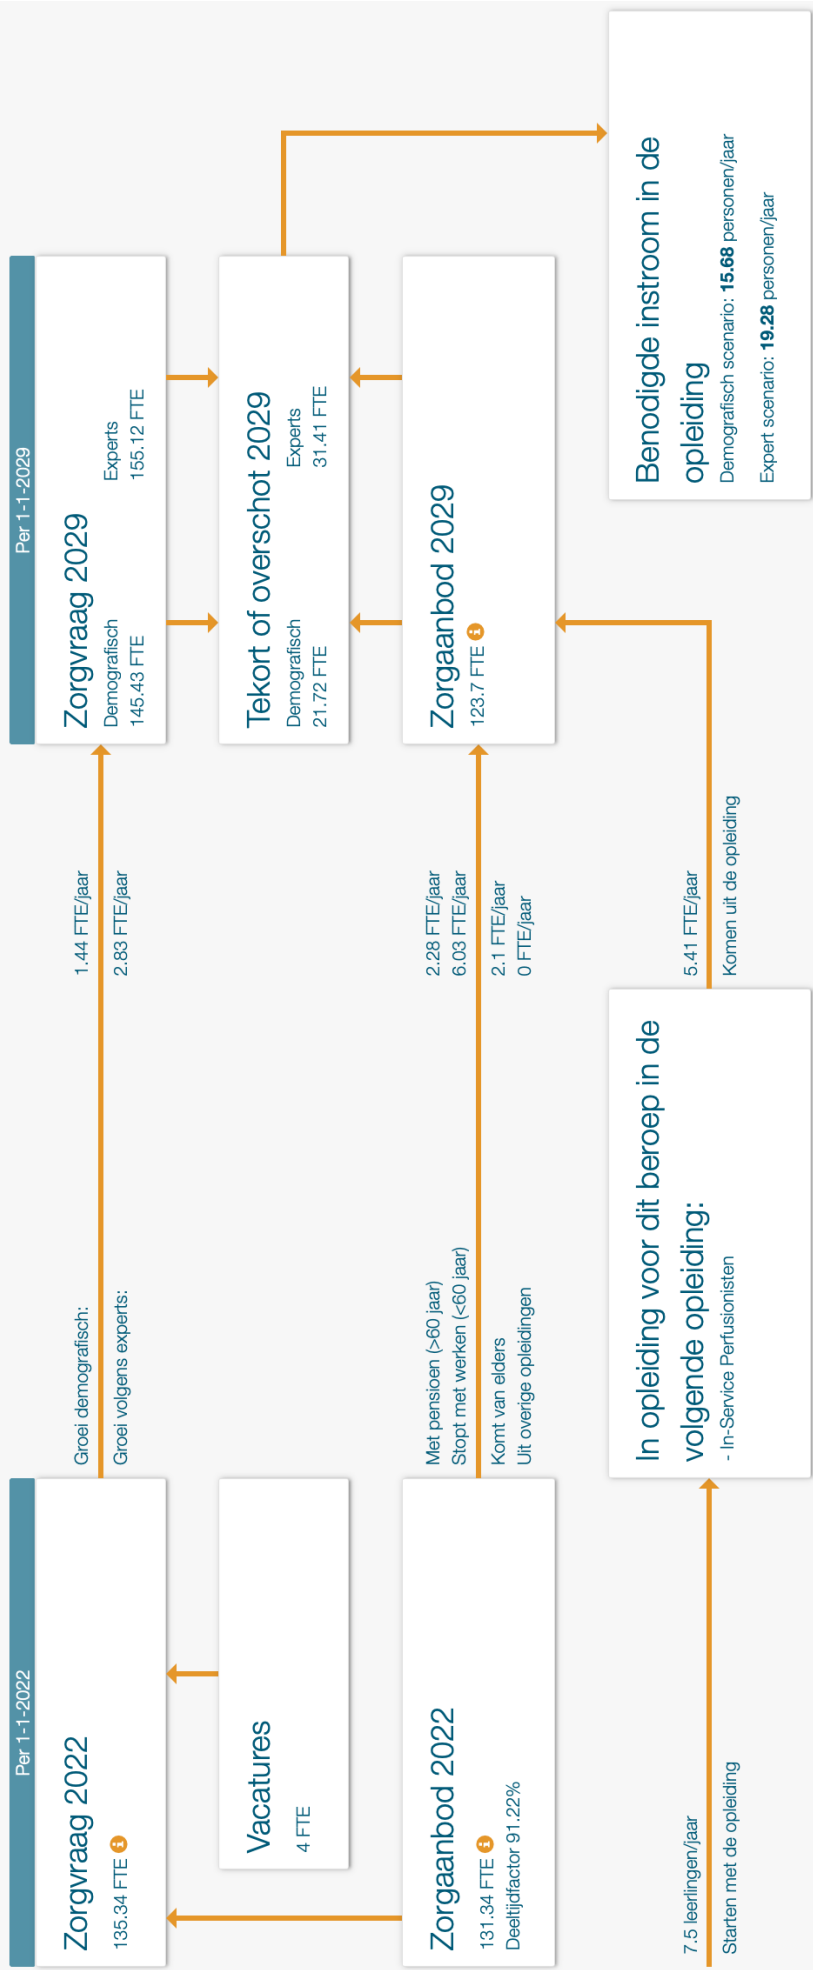 Per 1-1-2022
Zorgvraag 2022
135.34 FTE
Vacatures
4 FTE
Zorgaanbod 2022
131.34 FTE
Deeltijdfactor 91.22%
7.5 leerlingen/jaar
Starten met de opleiding
Groei demografisch: 1.44 FTE/jaar
Groei volgens experts: 2.83 FTE/jaar
Met pensioen (>60 jaar) 2.28 FTE/jaar
Stopt met werken (<60 jaar) 6.03 FTE/jaar
Komt van elders 2.1 FTE/jaar
Uit overige opleidingen 0 FTE/jaar
In opleiding voor dit beroep in de
volgende opleiding:
- In-Service Perfusionisten
5.41 FTE/jaar
Komen uit de opleiding
Per 1-1-2029
Zorgvraag 2029
Demografisch Experts
145.43 FTE 155.12 FTE
Tekort of overschot 2029
Demografisch Experts
21.72 FTE 31.41 FTE
Zorgaanbod 2029
123.7 FTE
Benodigde instroom in de
opleiding
Demografisch scenario: 15.68 personen/jaar
Expert scenario: 19.28 personen/jaar